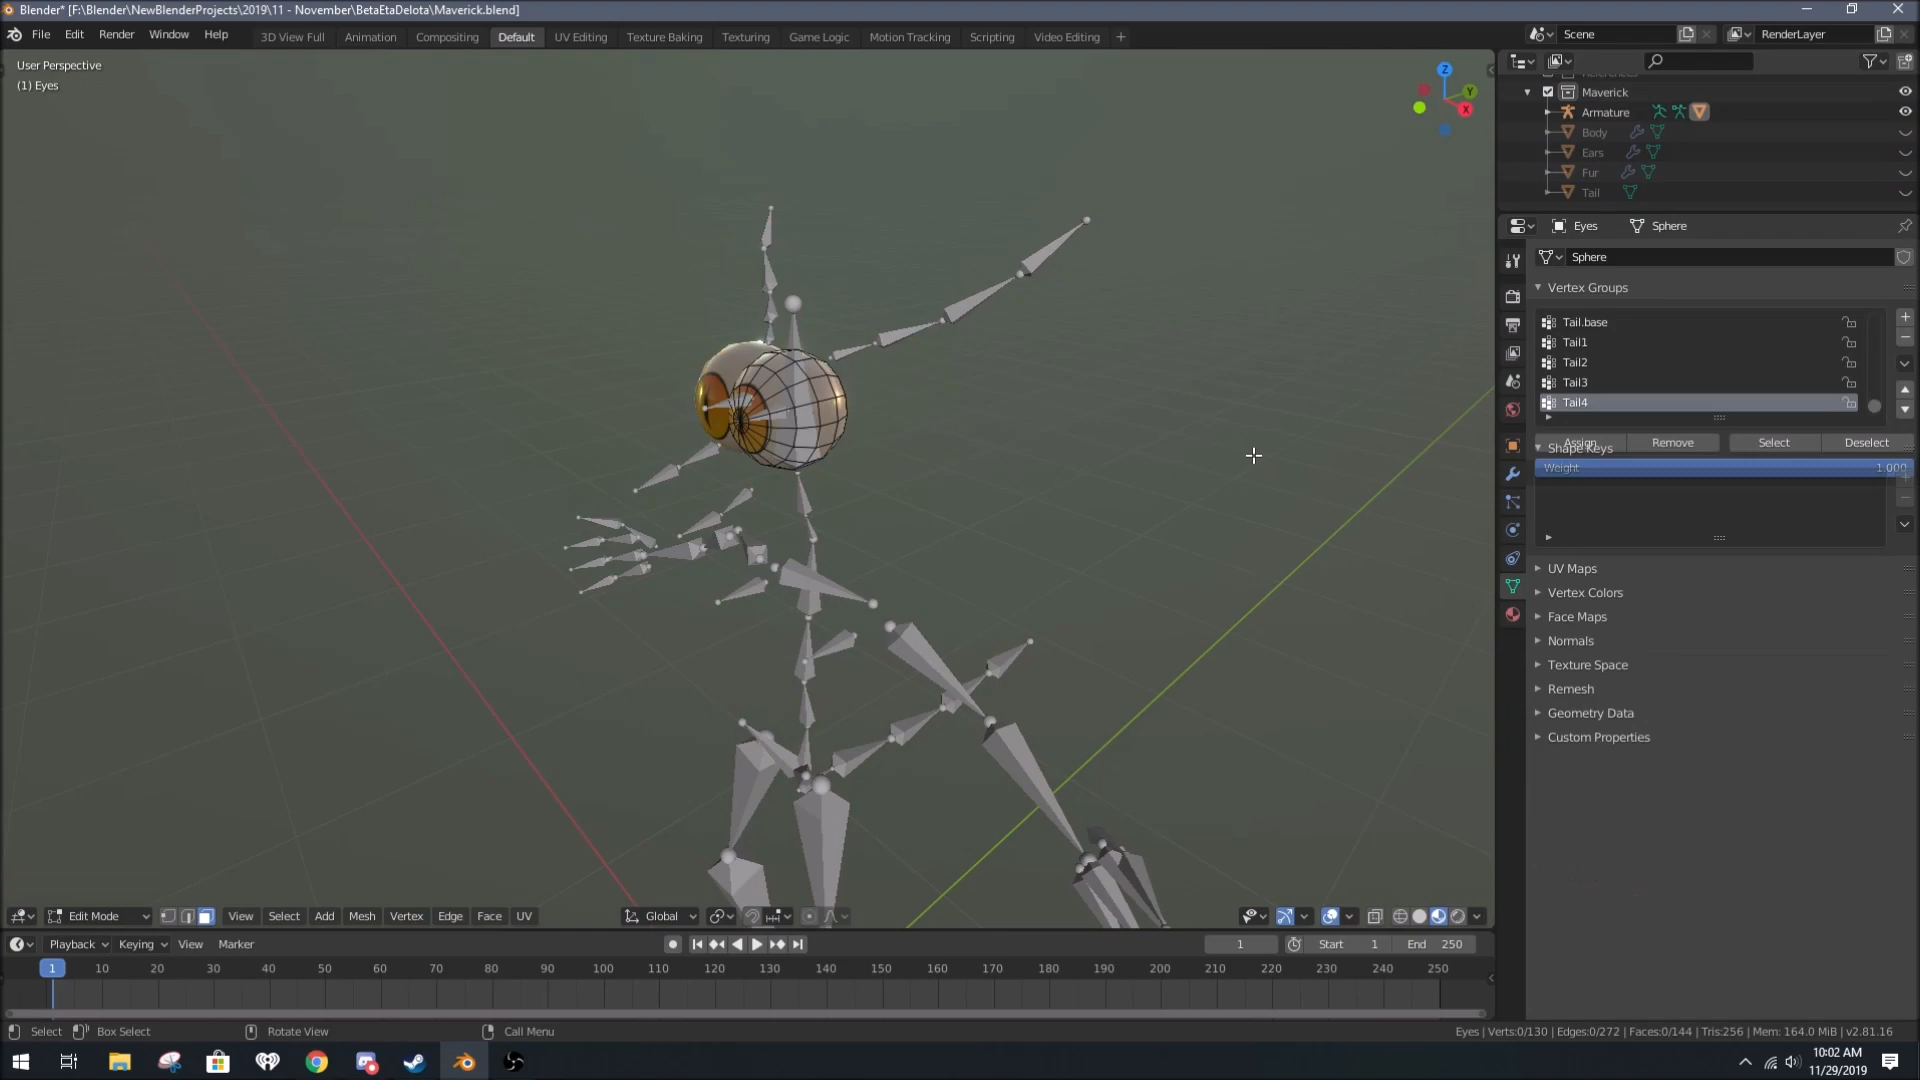 Blender* [F:\Blender\NewBlenderProjects\2019\11 - November\BetaEtaDelota\Maverick.blend]
File Edit Render Window Help 3D View Full Animation Compositing Default UV Editing Texture Baking Texturing Game Logic Motion Tracking Scripting Video Editing + Scene RenderLayer
User Perspective
(1) Eyes
Z
Y
X
Maverick
Armature
Body
Ears
Fur
Tail
Eyes Sphere
Sphere
Vertex Groups
Tail.base
Tail1
Tail2
Tail3
Tail4
Assign Remove Select Deselect
Shape Keys
Weight 1.000
UV Maps
Vertex Colors
Face Maps
Normals
Texture Space
Remesh
Geometry Data
Custom Properties
Edit Mode View Select Add Mesh Vertex Edge Face UV Global
Playback Keying View Marker 1 Start 1 End 250
1 10 20 30 40 50 60 70 80 90 100 110 120 130 140 150 160 170 180 190 200 210 220 230 240 250
Select Box Select Rotate View Call Menu Eyes | Verts:0/130 | Edges:0/272 | Faces:0/144 | Tris:256 | Mem: 164.0 MiB | v2.81.16
10:02 AM
11/29/2019